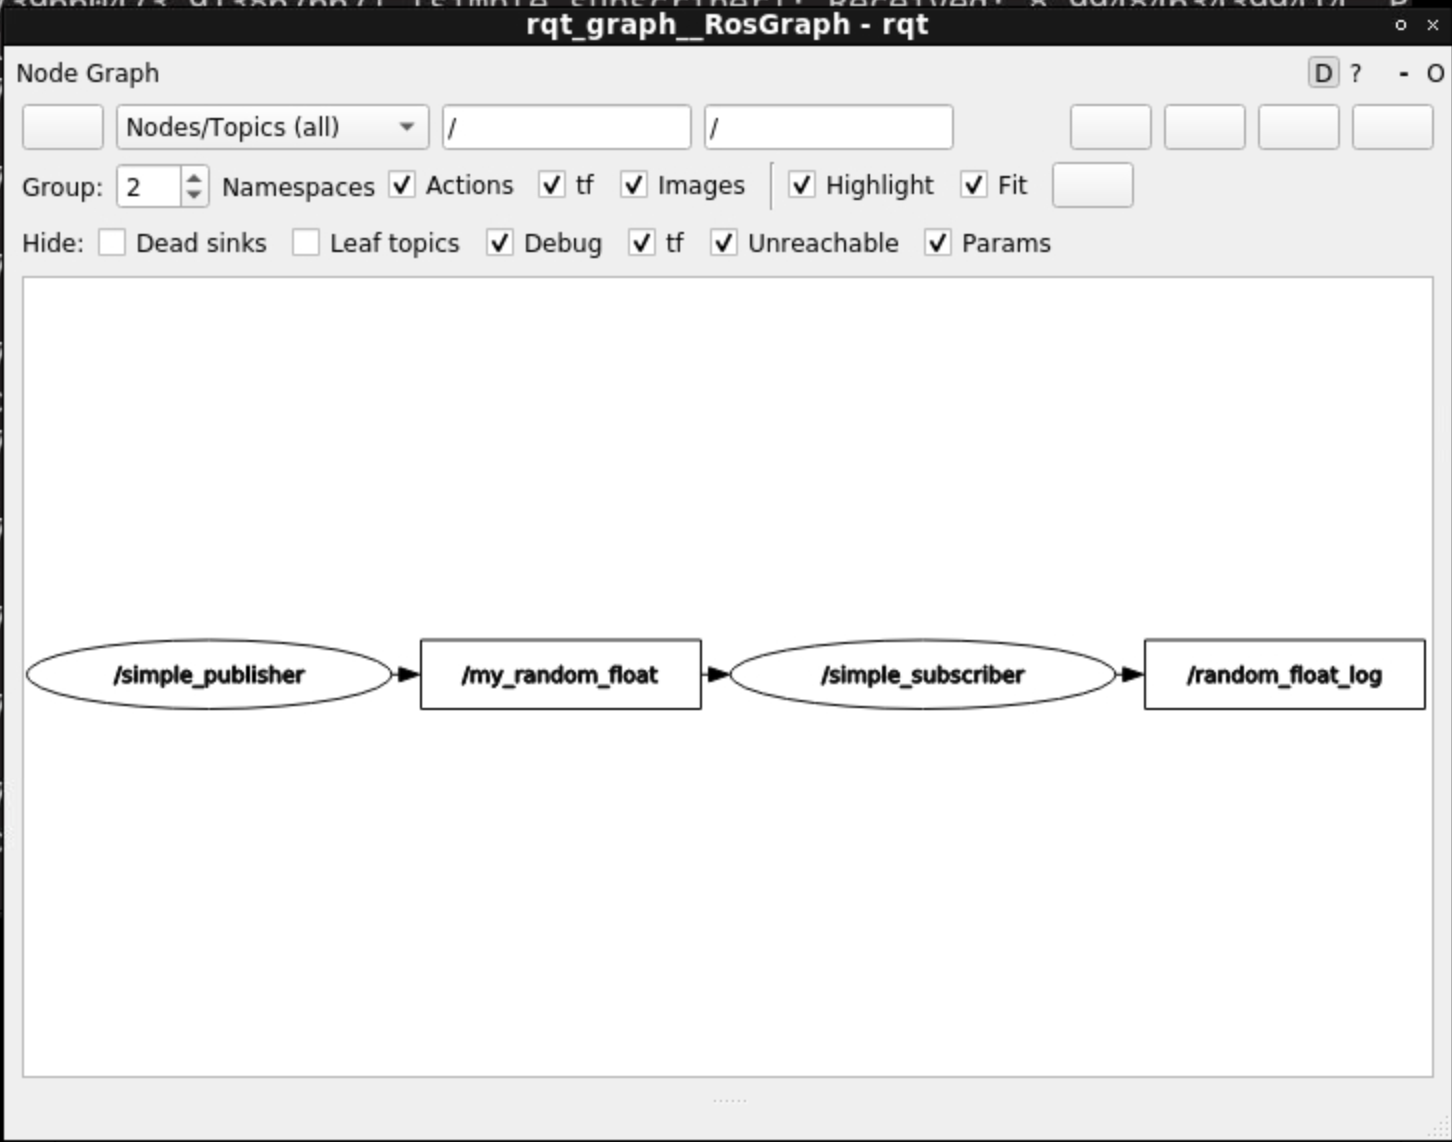 rqt_graph__RosGraph - rqt
Node Graph D ? - O
Nodes/Topics (all) / /
Group: 2 Namespaces Actions tf Images Highlight Fit
Hide: Dead sinks Leaf topics Debug tf Unreachable Params
/simple_publisher /my_random_float /simple_subscriber /random_float_log